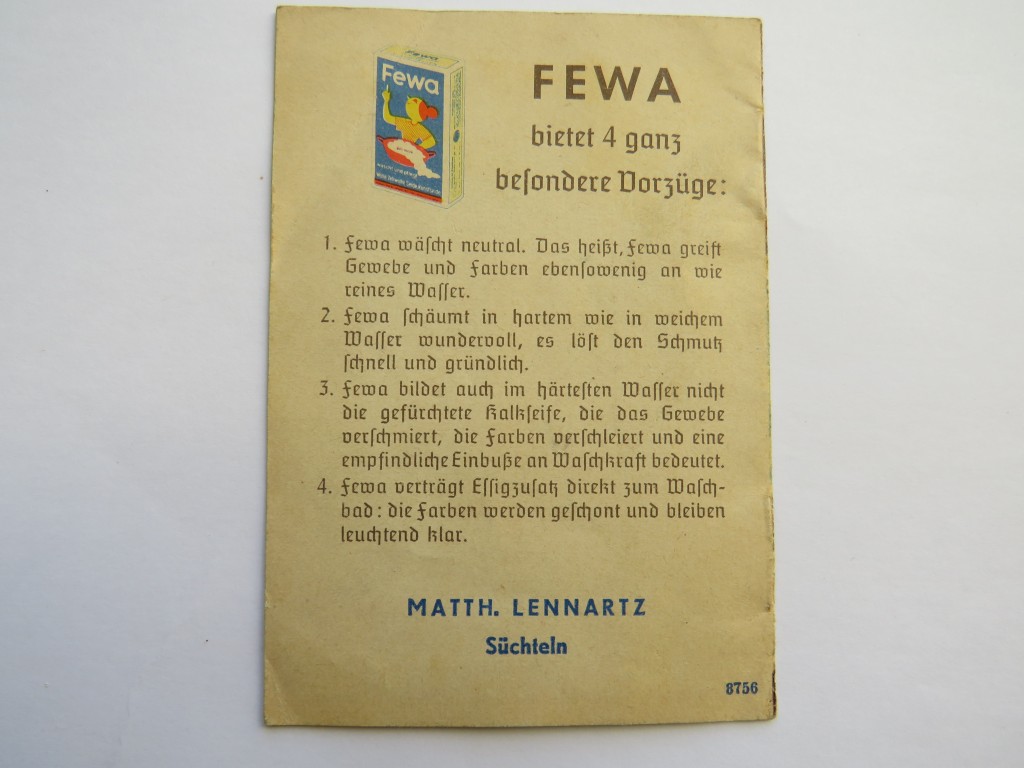 Fewa
FEWA
bietet 4 ganz
beſondere Vorzüge:
1. Fewa wäſcht neutral. Das heißt, Fewa greift
Gewebe und Farben ebenſowenig an wie
reines Waſſer.
2. Fewa ſchäumt in hartem wie in weichem
Waſſer wundervoll, es löſt den Schmutz
ſchnell und gründlich.
3. Fewa bildet auch im härteſten Waſſer nicht
die gefürchtete Kalkſeife, die das Gewebe
verſchmiert, die Farben verſchleiert und eine
empfindliche Einbuße an Waſchkraft bedeutet.
4. Fewa verträgt Eſſigzuſatz direkt zum Waſch-
bad: die Farben werden geſchont und bleiben
leuchtend klar.
MATTH. LENNARTZ
Süchteln
8756